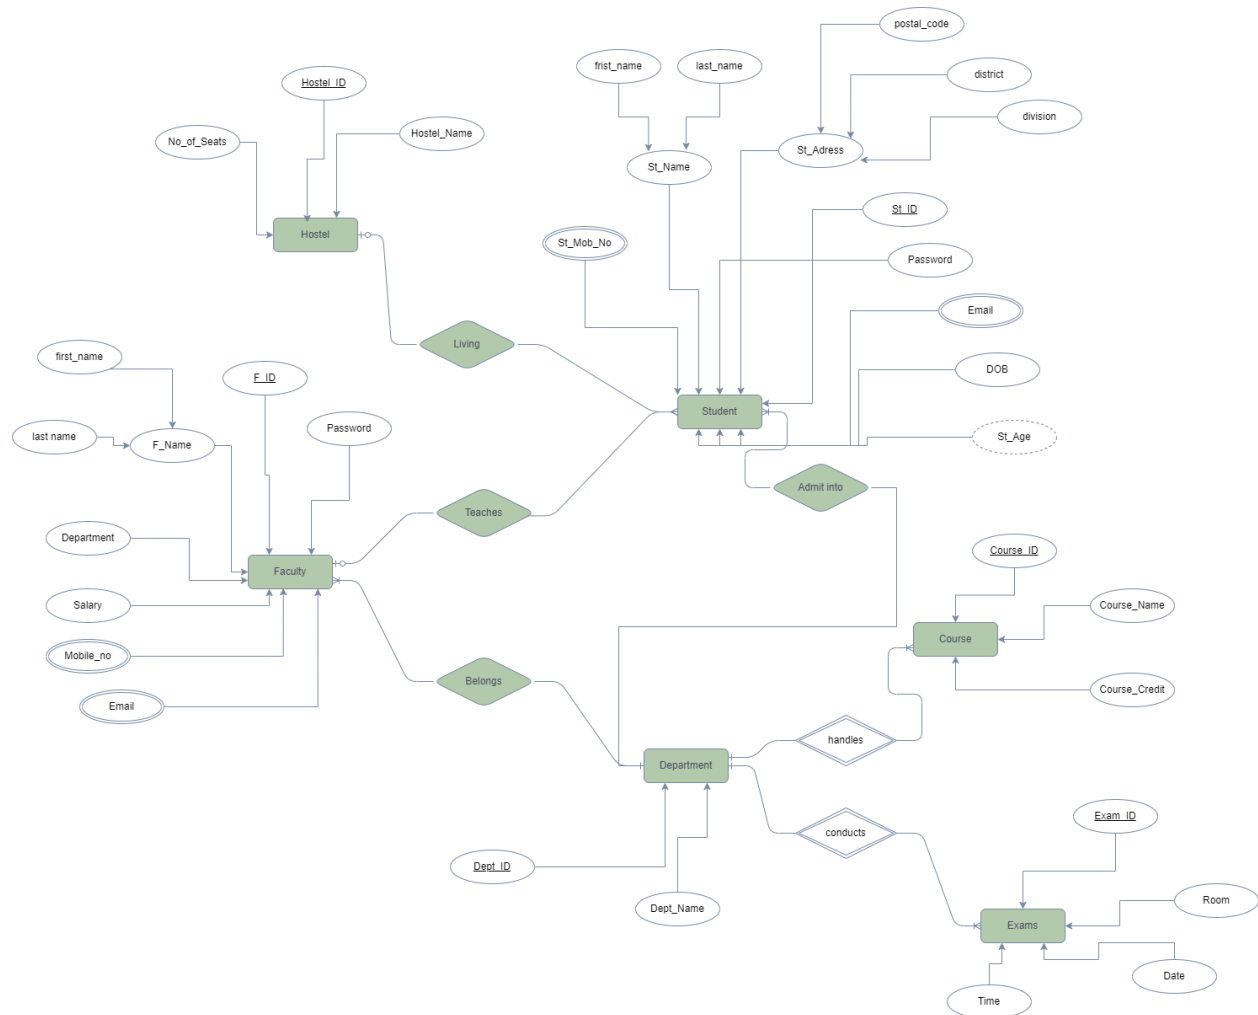 postal_code
frist_name
last_name
district
Hostel_ID
division
Hostel_Name
No_of_Seats
St_Adress
St_Name
St_ID
Hostel
St_Mob_No
Password
Email
Living
first_name
F_ID
DOB
Student
Password
last name
F_Name
St_Age
Admit into
Teaches
Department
Course_ID
Faculty
Salary
Course_Name
Course
Mobile_no
Belongs
Course_Credit
Email
handles
Department
Exam_ID
conducts
Dept_ID
Room
Dept_Name
Exams
Date
Time